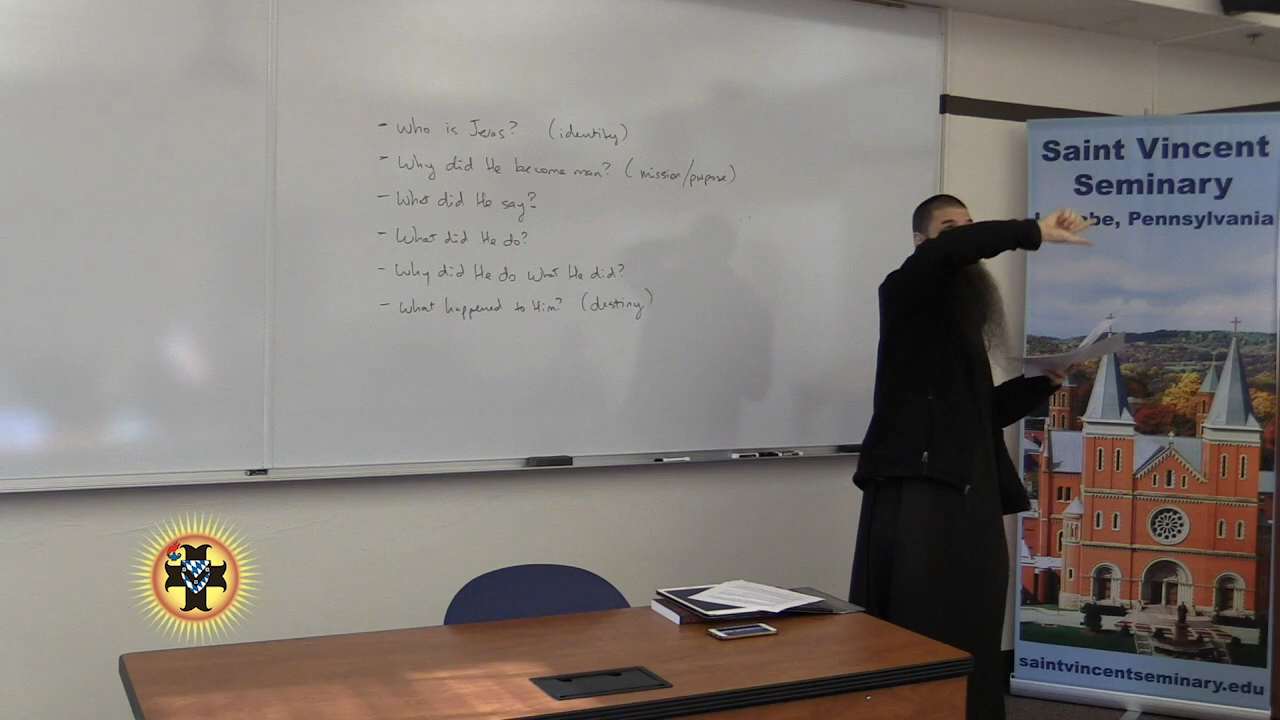 - Who is Jesus? (identity)
- Why did He become man? (mission/purpose)
- What did He say?
- What did He do?
- Why did He do what He did?
- What happened to Him? (destiny)
Saint Vincent
Seminary
Pennsylvania
saintvincentseminary.edu